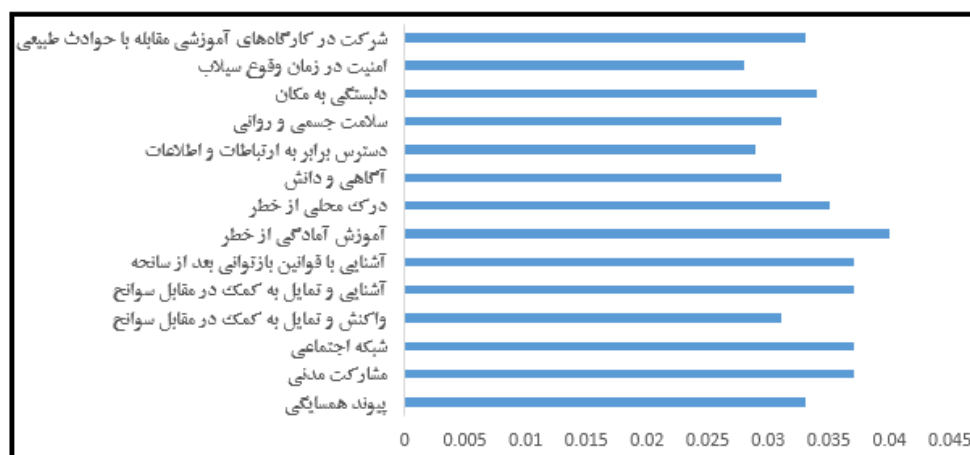 شرکت در کارگاه‌های آموزشی مقابله با حوادث طبیعی
امنیت در زمان وقوع سیلاب
دلبستگی به مکان
سلامت جسمی و روانی
دسترس برابر به ارتباطات و اطلاعات
آگاهی و دانش
درک محلی از خطر
آموزش آمادگی از خطر
آشنایی با قوانین بازتوانی بعد از سانحه
آشنایی و تمایل به کمک در مقابل سوانح
واکنش و تمایل به کمک در مقابل سوانح
شبکه اجتماعی
مشارکت مدنی
پیوند همسایگی
0 0.005 0.01 0.015 0.02 0.025 0.03 0.035 0.04 0.045